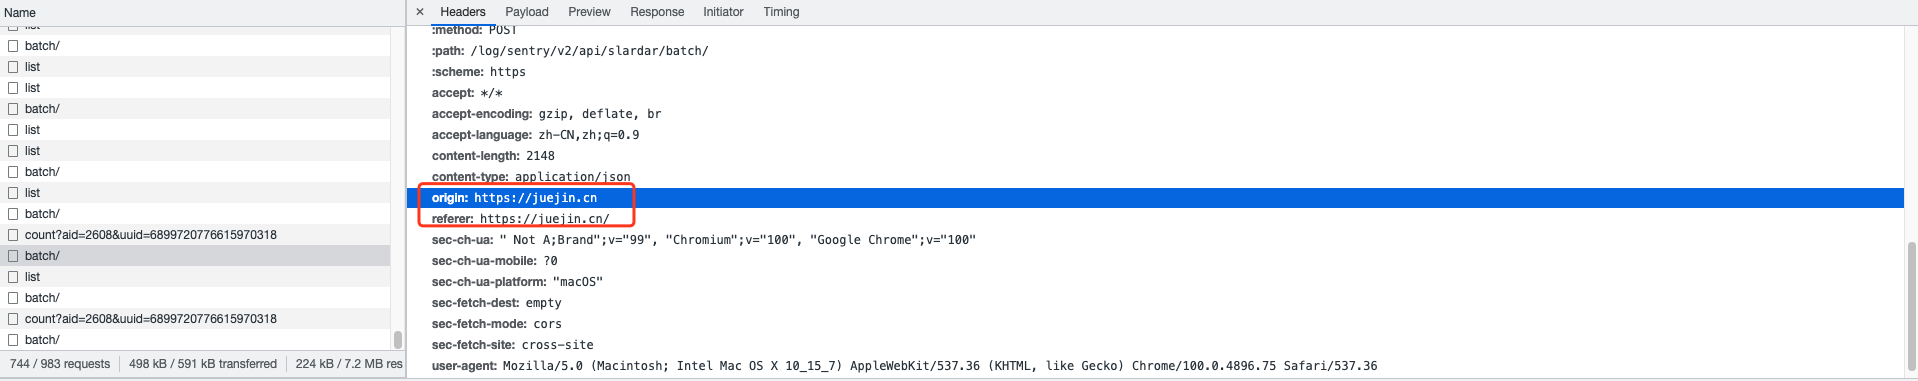 Name
list
batch/
list
list
batch/
list
list
batch/
list
batch/
count?aid=2608&uuid=6899720776615970318
batch/
list
batch/
count?aid=2608&uuid=6899720776615970318
batch/
744 / 983 requests
498 kB / 591 kB transferred
224 kB / 7.2 MB res
× Headers Payload Preview Response Initiator Timing
:method: POST
:path: /log/sentry/v2/api/slardar/batch/
:scheme: https
accept: */*
accept-encoding: gzip, deflate, br
accept-language: zh-CN,zh;q=0.9
content-length: 2148
content-type: application/json
origin: https://juejin.cn
referer: https://juejin.cn/
sec-ch-ua: " Not A;Brand";v="99", "Chromium";v="100", "Google Chrome";v="100"
sec-ch-ua-mobile: ?0
sec-ch-ua-platform: "macOS"
sec-fetch-dest: empty
sec-fetch-mode: cors
sec-fetch-site: cross-site
user-agent: Mozilla/5.0 (Macintosh; Intel Mac OS X 10_15_7) AppleWebKit/537.36 (KHTML, like Gecko) Chrome/100.0.4896.75 Safari/537.36